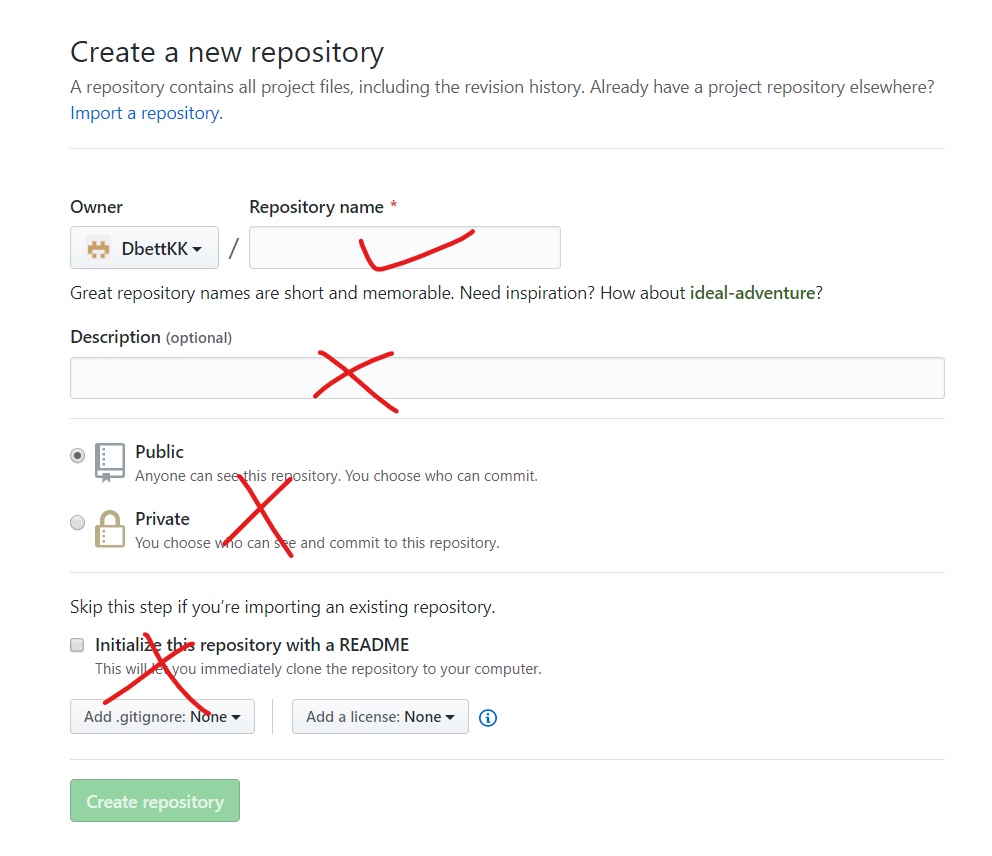 Create a new repository
A repository contains all project files, including the revision history. Already have a project repository elsewhere?
Import a repository.
Owner Repository name *
DbettKK /
Great repository names are short and memorable. Need inspiration? How about ideal-adventure?
Description (optional)
Public
Anyone can see this repository. You choose who can commit.
Private
You choose who can see and commit to this repository.
Skip this step if you’re importing an existing repository.
Initialize this repository with a README
This will let you immediately clone the repository to your computer.
Add .gitignore: None Add a license: None
Create repository